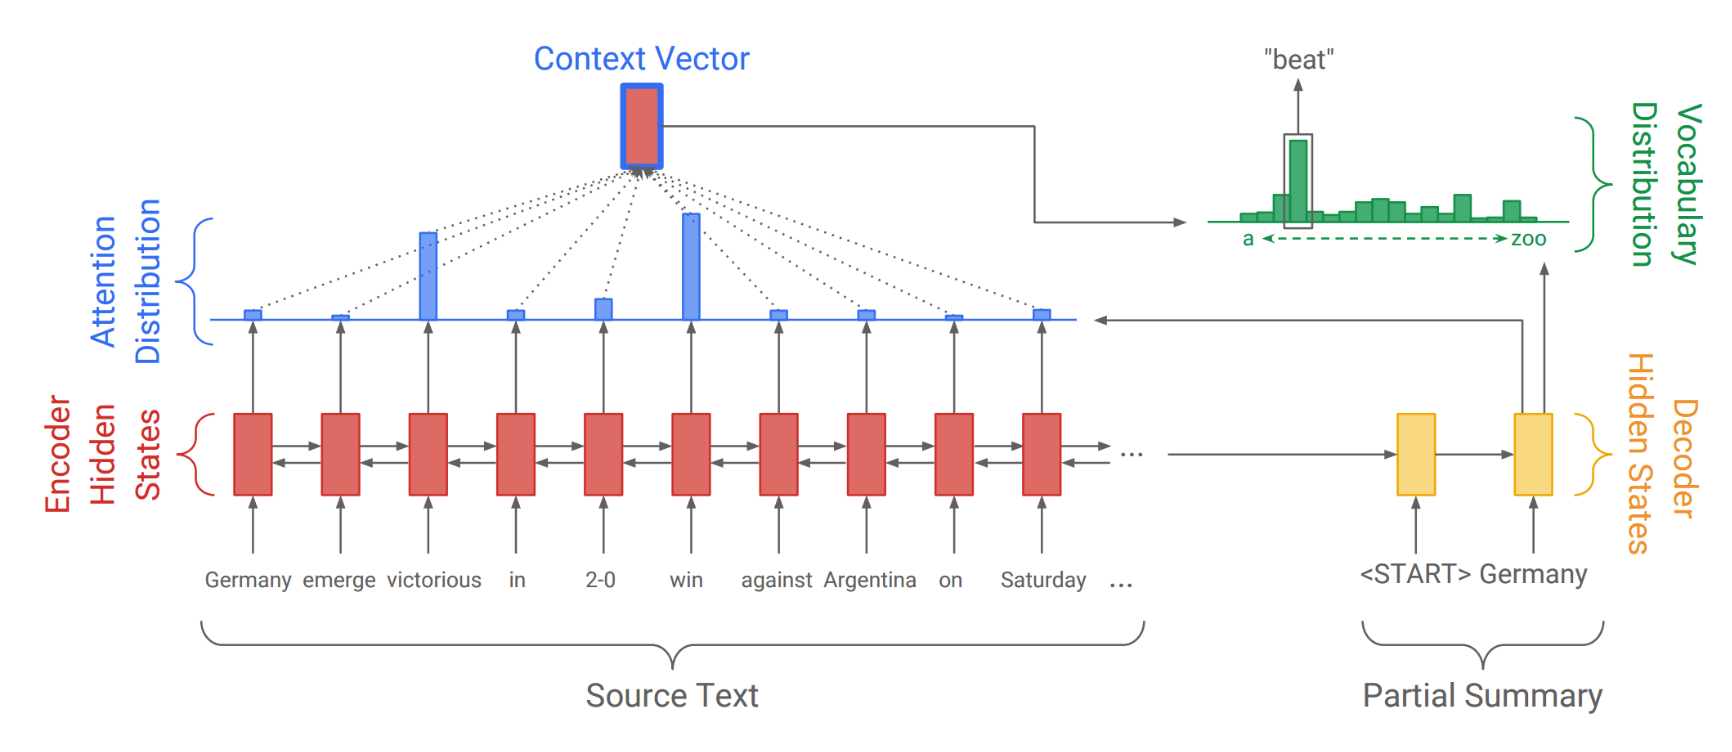 Context Vector
"beat"
Vocabulary
Distribution
a
zoo
Attention
Distribution
Encoder
Hidden
States
Decoder
Hidden States
...
Germany emerge victorious in 2-0 win against Argentina on Saturday ...
<START> Germany
Source Text
Partial Summary